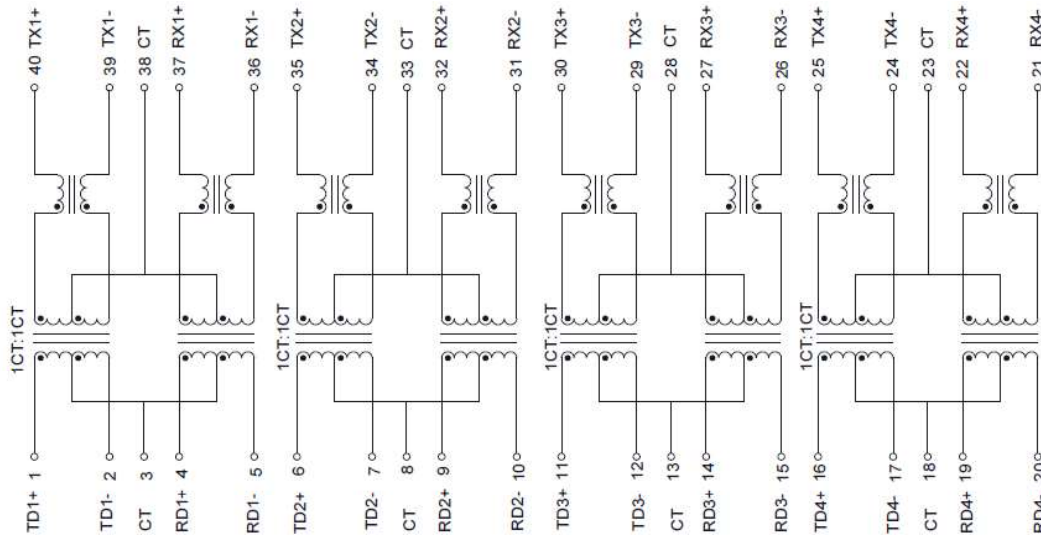 40 TX1+
39 TX1-
38 CT
37 RX1+
36 RX1-
35 TX2+
34 TX2-
33 CT
32 RX2+
31 RX2-
30 TX3+
29 TX3-
28 CT
27 RX3+
26 RX3-
25 TX4+
24 TX4-
23 CT
22 RX4+
21 RX4-
1CT:1CT
1CT:1CT
1CT:1CT
1CT:1CT
TD1+ 1
TD1- 2
CT 3
RD1+ 4
RD1- 5
TD2+ 6
TD2- 7
CT 8
RD2+ 9
RD2- 10
TD3+ 11
TD3- 12
CT 13
RD3+ 14
RD3- 15
TD4+ 16
TD4- 17
CT 18
RD4+ 19
RD4- 20